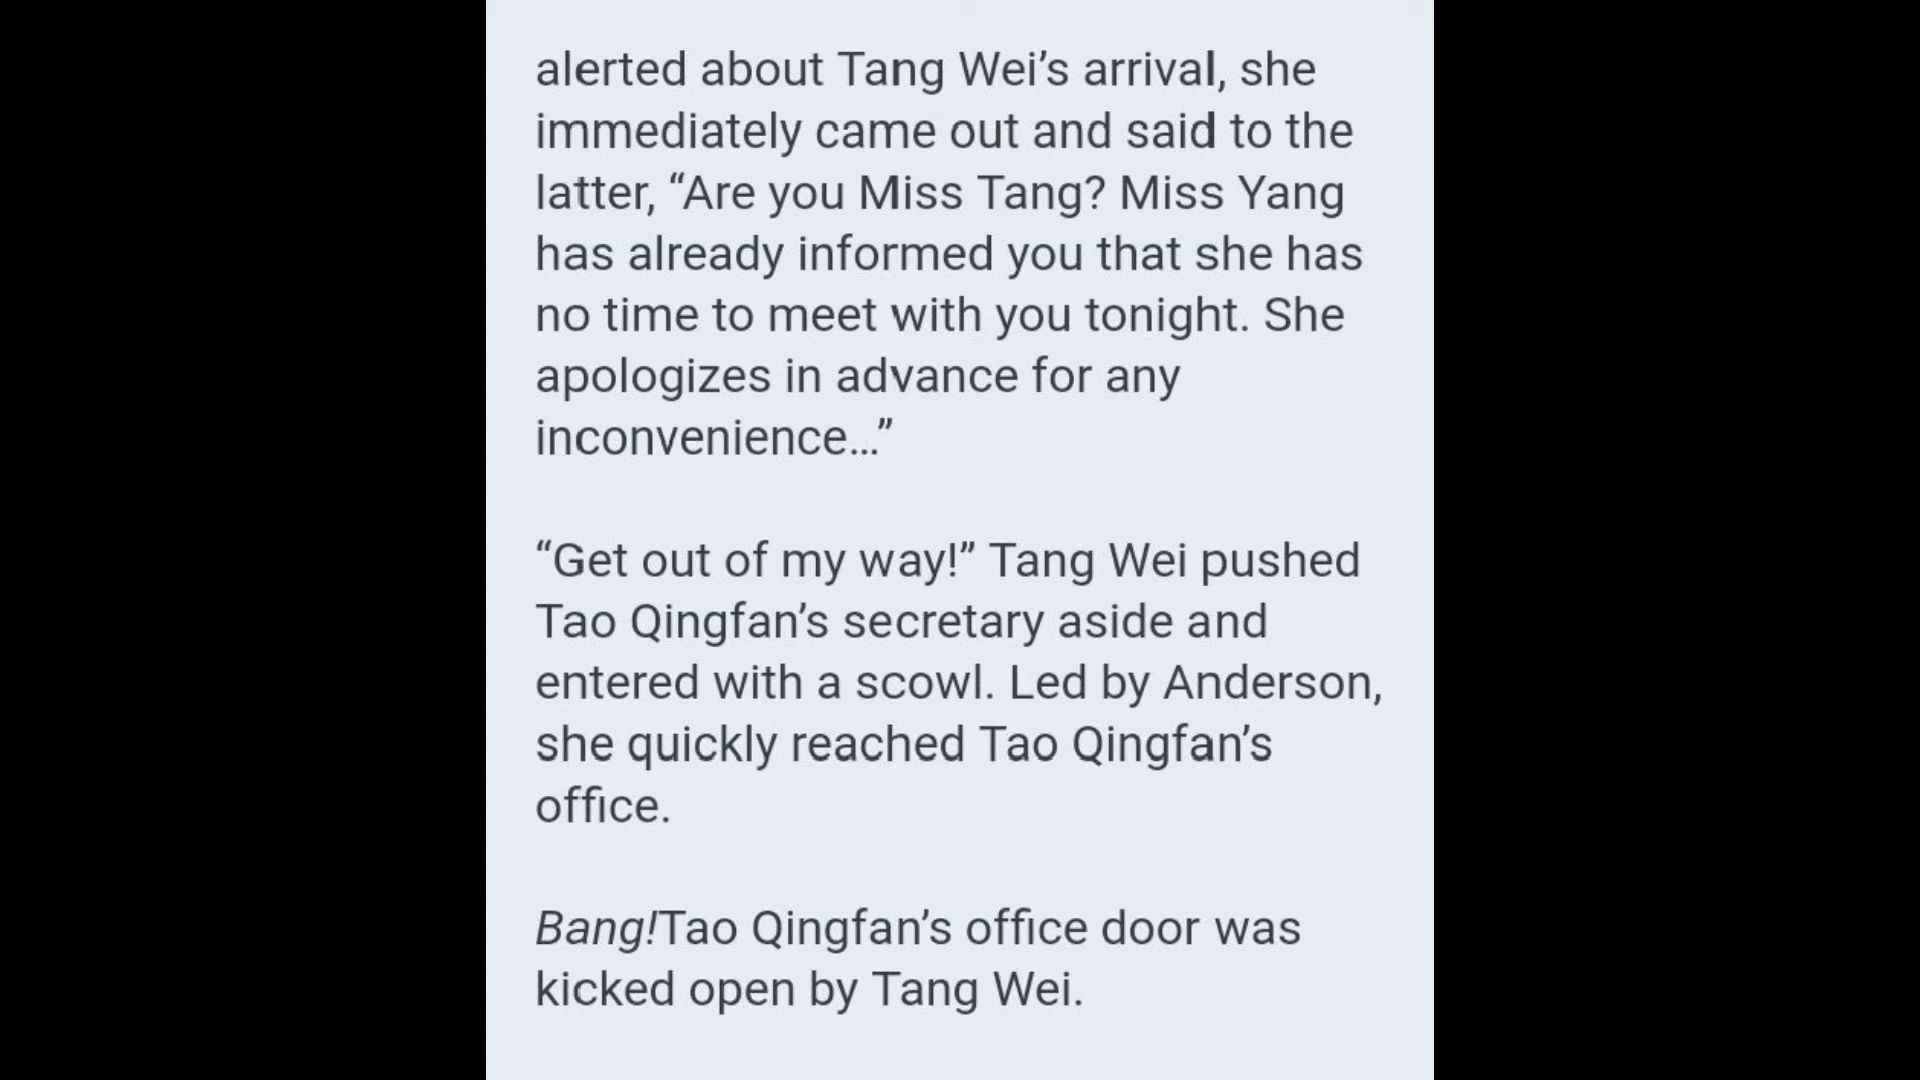 alerted about Tang Wei’s arrival, she
immediately came out and said to the
latter, “Are you Miss Tang? Miss Yang
has already informed you that she has
no time to meet with you tonight. She
apologizes in advance for any
inconvenience…”
“Get out of my way!” Tang Wei pushed
Tao Qingfan’s secretary aside and
entered with a scowl. Led by Anderson,
she quickly reached Tao Qingfan’s
office.
Bang!Tao Qingfan’s office door was
kicked open by Tang Wei.